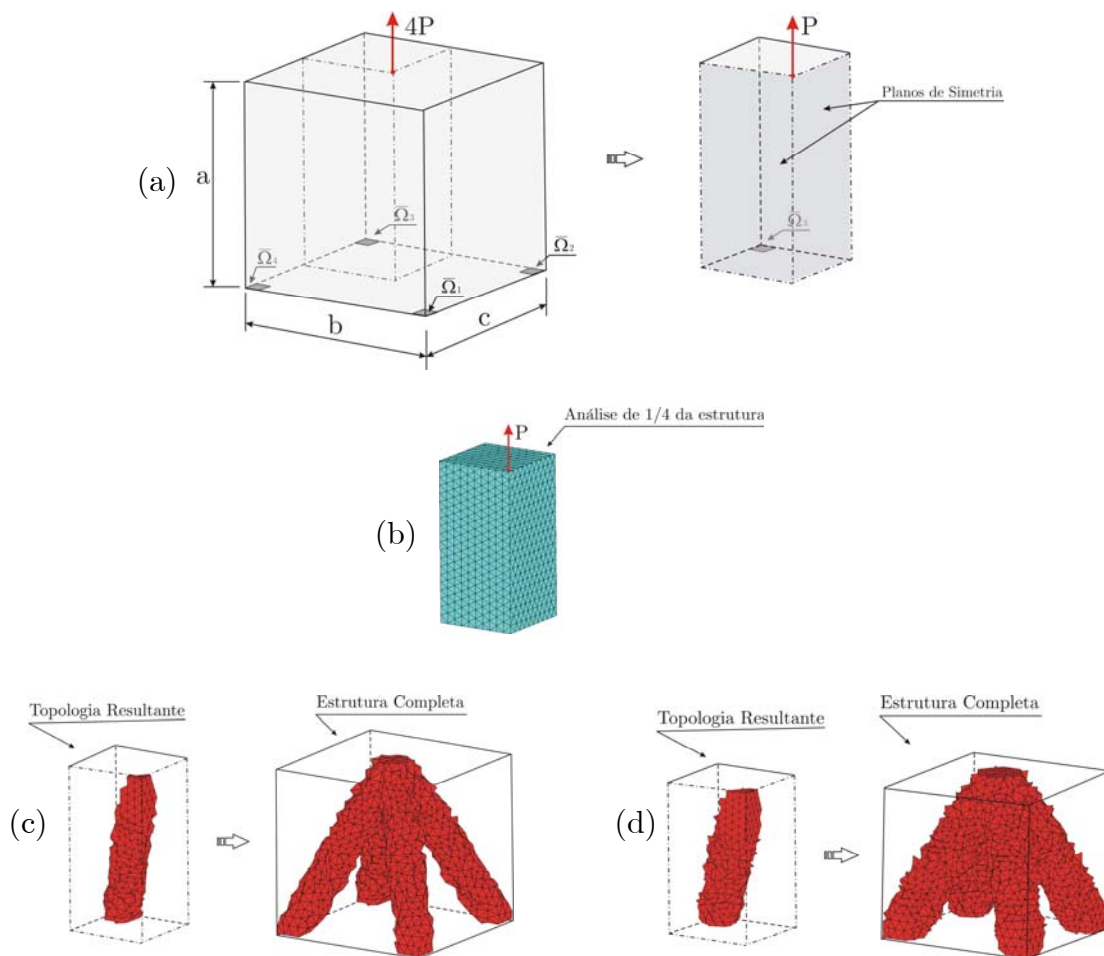 4P
P
Planos de Simetria
(a)
a
Ω̅₃
Ω̅₃
Ω̅₄
Ω̅₂
Ω̅₁
b
c
Análise de 1/4 da estrutura
P
(b)
Topologia Resultante
Estrutura Completa
Topologia Resultante
Estrutura Completa
(c)
(d)